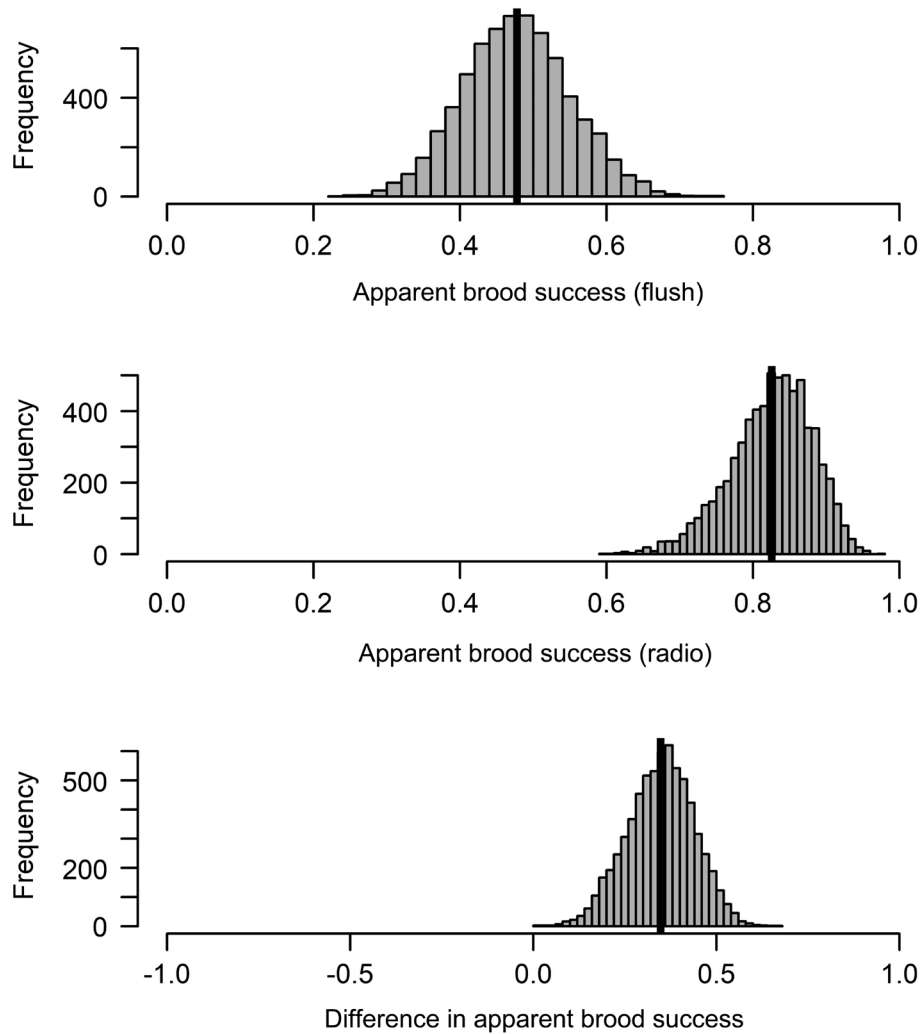 Frequency
400
0
0.0 0.2 0.4 0.6 0.8 1.0
Apparent brood success (flush)
Frequency
400
200
0
0.0 0.2 0.4 0.6 0.8 1.0
Apparent brood success (radio)
Frequency
500
200
0
-1.0 -0.5 0.0 0.5 1.0
Difference in apparent brood success